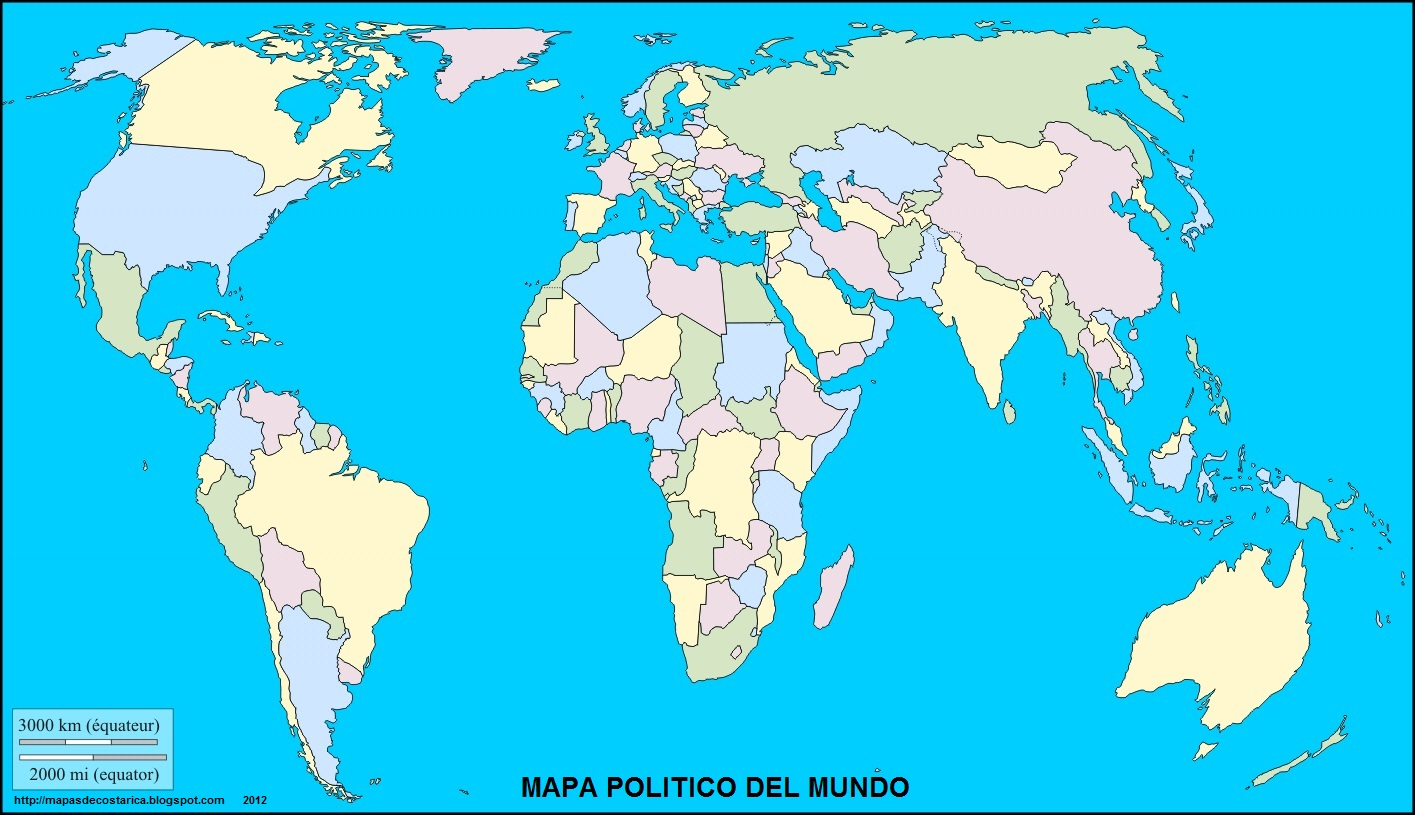 3000 km (équateur)
2000 mi (equator)
MAPA POLITICO DEL MUNDO
http://mapasdecostarica.blogspot.com 2012